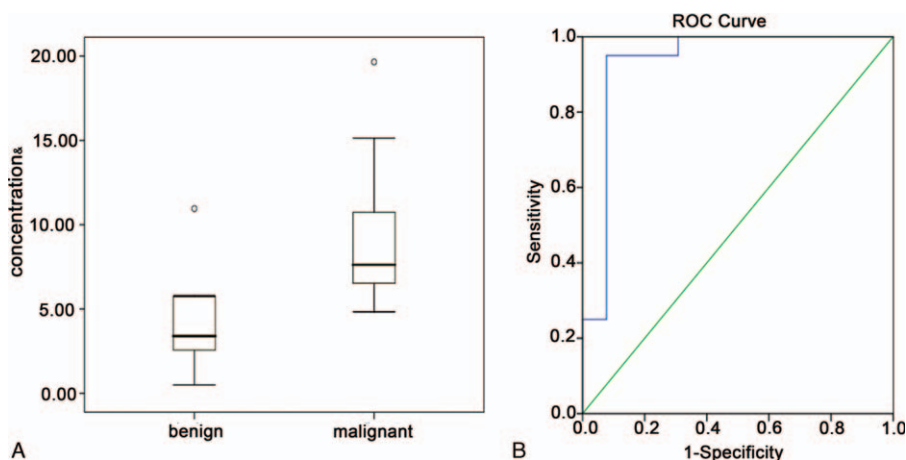 20.00
15.00
10.00
5.00
0.00
concentration&
benign malignant
A
ROC Curve
1.0
0.8
0.6
0.4
0.2
0.0
Sensitivity
0.0 0.2 0.4 0.6 0.8 1.0
1-Specificity
B